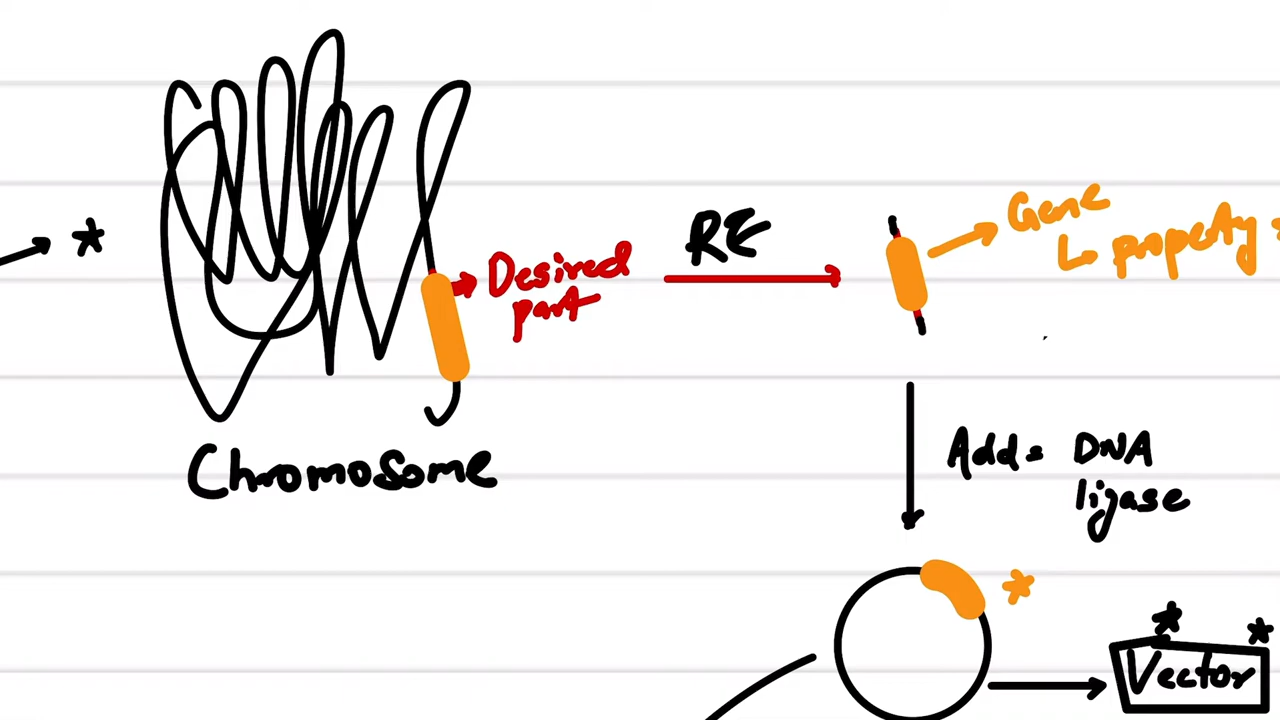 *
Chromosome
Desired
part
RE
Gene
↳ property *
Add = DNA
ligase
*
* *
Vector